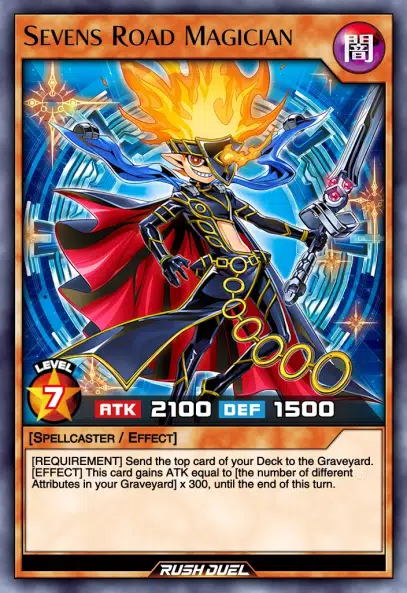 SEVENS ROAD MAGICIAN
闇
LEVEL
7
ATK 2100 DEF 1500
[SPELLCASTER / EFFECT]
[REQUIREMENT] Send the top card of your Deck to the Graveyard.
[EFFECT] This card gains ATK equal to [the number of different
Attributes in your Graveyard] x 300, until the end of this turn.
RUSH DUEL